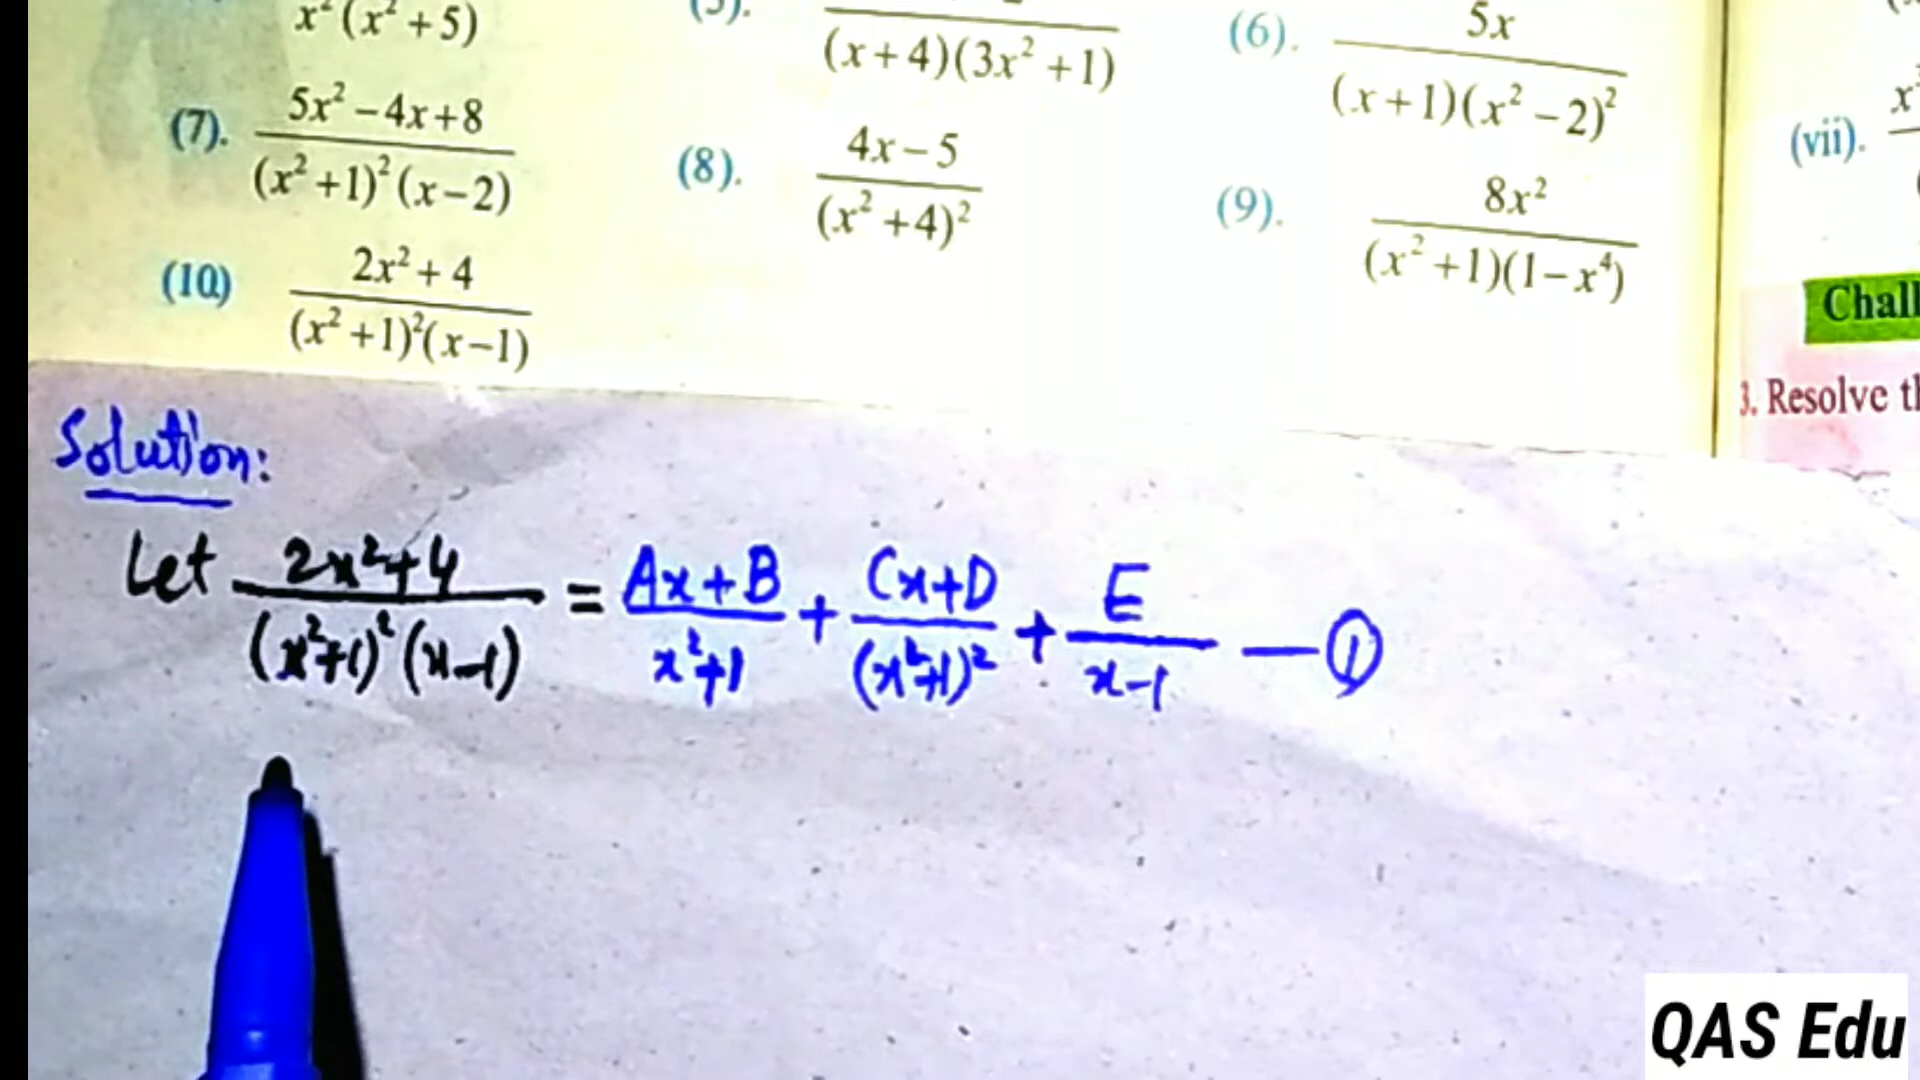 x² (x² + 5)
(x + 4)(3x² + 1)
(6). 5x
(x + 1)(x² – 2)²
(7). 5x² – 4x + 8
(x² + 1)² (x – 2)
(8). 4x – 5
(x² + 4)²
(9). 8x²
(x² + 1)(1 – x⁴)
(10) 2x² + 4
(x² + 1)²(x – 1)
(vii).
Chall
3. Resolve th
Solution:
Let 2x²+4 = Ax+B + Cx+D + E — ①
(x²+1)² (x-1) x²+1 (x²+1)² x-1
QAS Edu